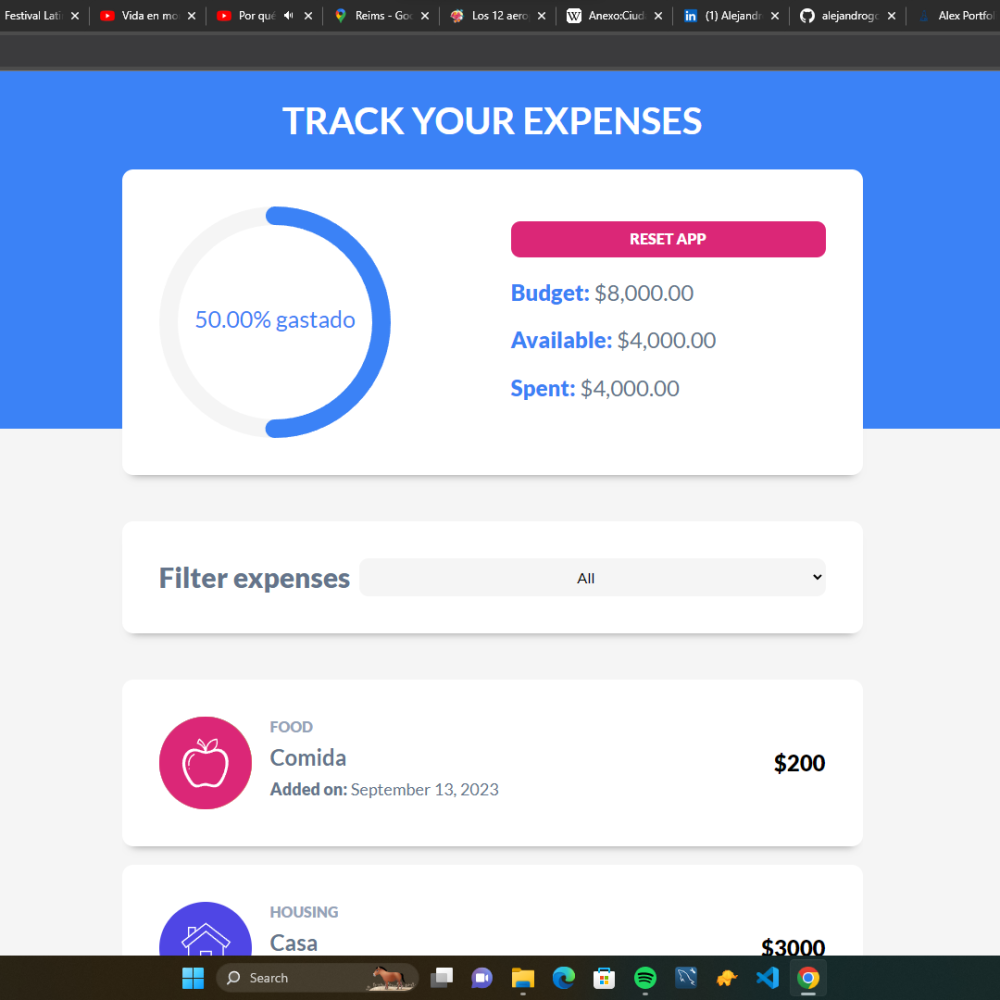 Festival Lati
Vida en mo
Por qué
Reims - Goo
Los 12 aero
Anexo:Ciud
(1) Alejandr
alejandrogo
Alex Portfol
TRACK YOUR EXPENSES
50.00% gastado
RESET APP
Budget: $8,000.00
Available: $4,000.00
Spent: $4,000.00
Filter expenses
All
FOOD
Comida
Added on: September 13, 2023
$200
HOUSING
Casa
$3000
Search